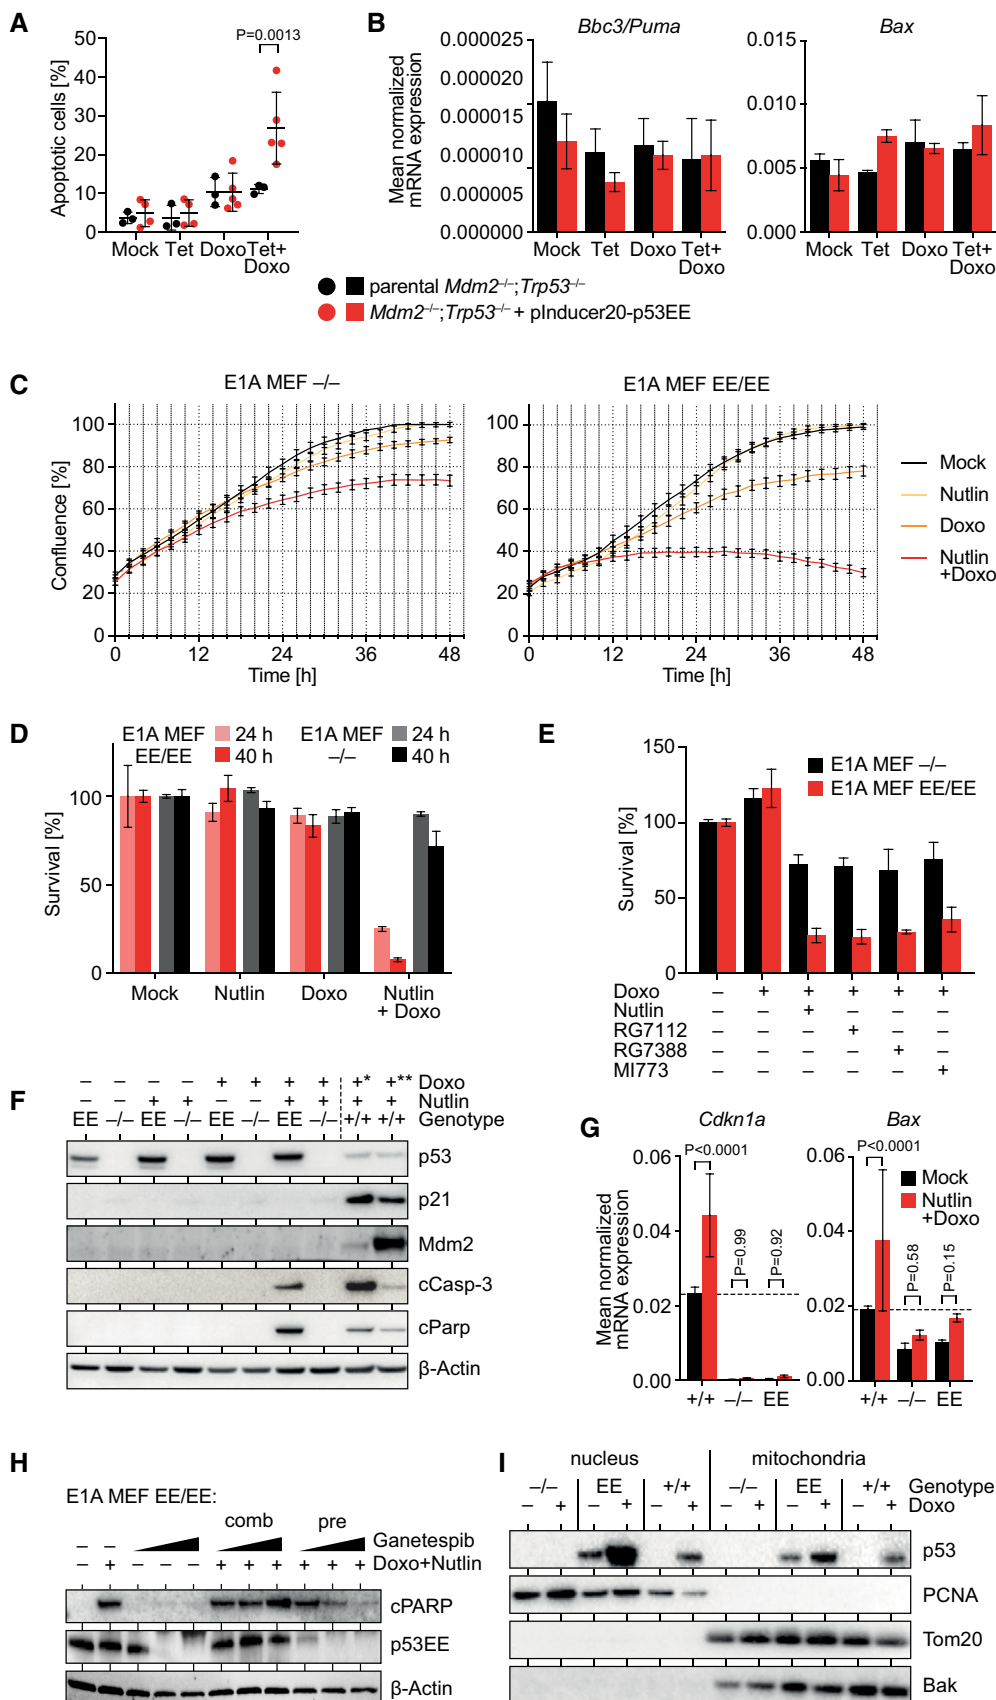 A
P=0.0013
Apoptotic cells [%]
50
40
30
20
10
0
Mock Tet Doxo Tet+
Doxo
B
Bbc3/Puma
Mean normalized
mRNA expression
0.000025
0.000020
0.000015
0.000010
0.000005
0.000000
Mock Tet Doxo Tet+
Doxo
Bax
0.015
0.010
0.005
0.000
Mock Tet Doxo Tet+
Doxo
parental Mdm2–/–;Trp53–/–
Mdm2–/–;Trp53–/– + pInducer20-p53EE
C
E1A MEF –/–
Confluence [%]
100
80
60
40
20
0
0 12 24 36 48
Time [h]
E1A MEF EE/EE
100
80
60
40
20
0
0 12 24 36 48
Time [h]
Mock
Nutlin
Doxo
Nutlin
+Doxo
D
E1A MEF
EE/EE
24 h
40 h
E1A MEF
–/–
24 h
40 h
Survival [%]
100
50
0
Mock Nutlin Doxo Nutlin
+ Doxo
E
E1A MEF –/–
E1A MEF EE/EE
Survival [%]
150
100
50
0
Doxo – + + + + +
Nutlin – – + – – –
RG7112 – – – + – –
RG7388 – – – – + –
MI773 – – – – – +
F
– – – – + + + + +* +** Doxo
– – + + – – + + + + Nutlin
EE –/– EE –/– EE –/– EE –/– +/+ +/+ Genotype
p53
p21
Mdm2
cCasp-3
cParp
β-Actin
G
Cdkn1a
P<0.0001
P=0.99
P=0.92
Mean normalized
mRNA expression
0.06
0.04
0.02
0.00
+/+ –/– EE
Bax
P<0.0001
P=0.58
P=0.15
0.06
0.04
0.02
0.00
+/+ –/– EE
Mock
Nutlin
+Doxo
H
E1A MEF EE/EE:
comb pre
– – Ganetespib
– + – – – + + + + + + Doxo+Nutlin
cPARP
p53EE
β-Actin
I
nucleus mitochondria
–/– EE +/+ –/– EE +/+ Genotype
– + – + – + – + – + – + Doxo
p53
PCNA
Tom20
Bak